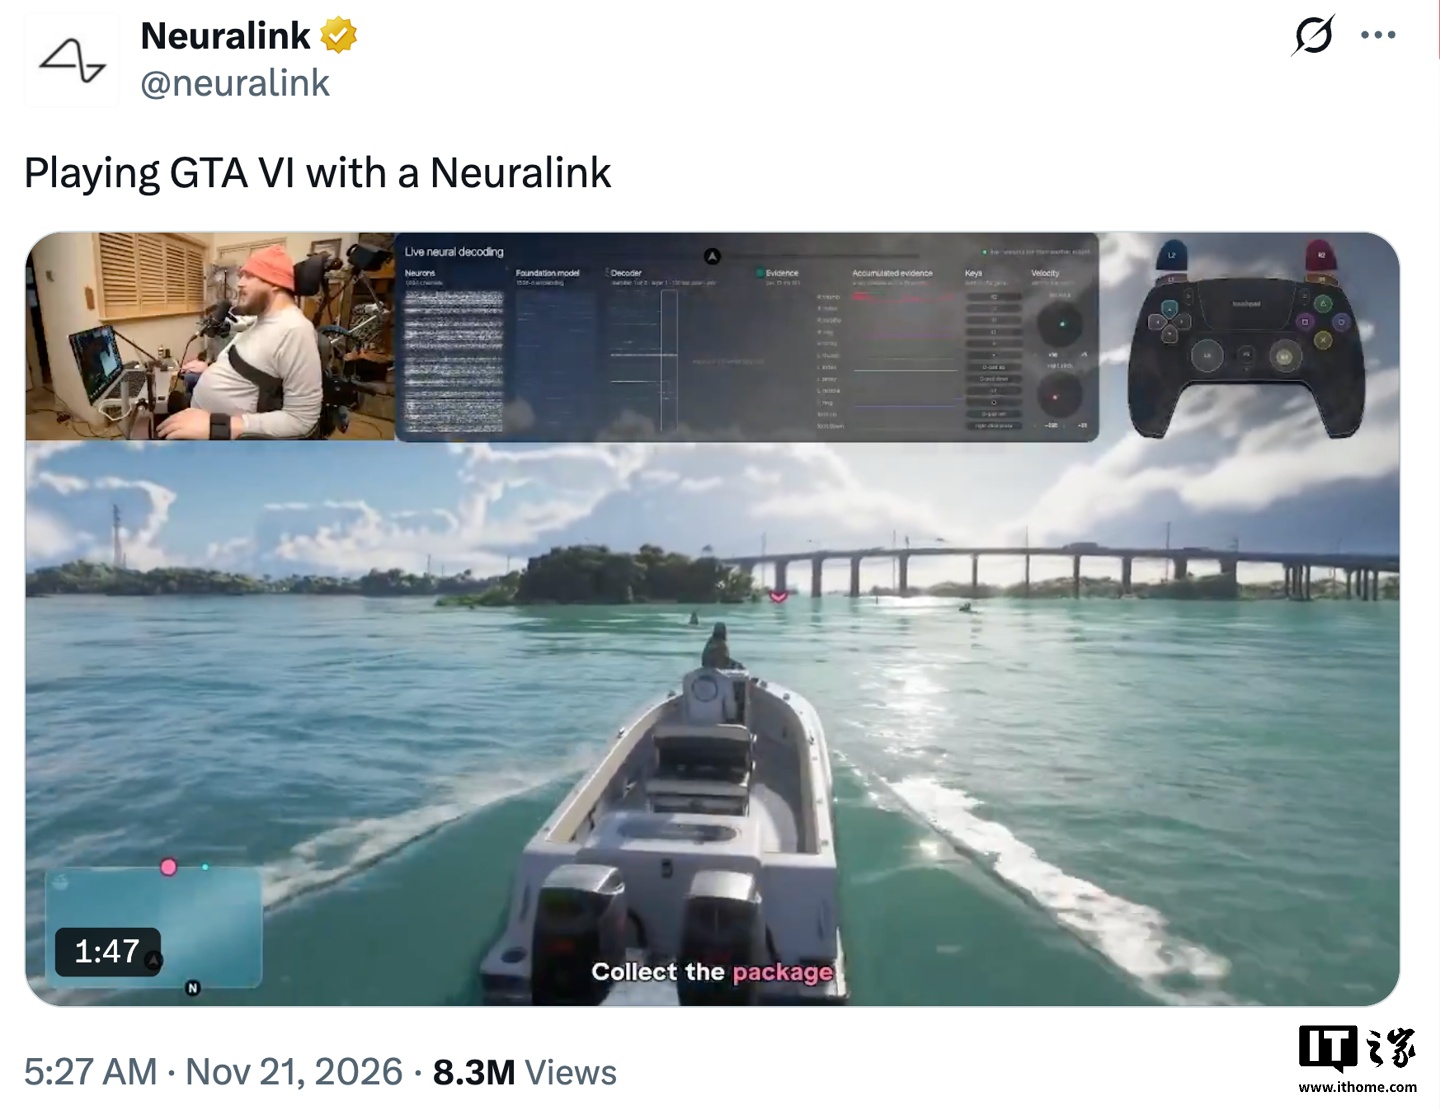 Neuralink
@neuralink
Playing GTA VI with a Neuralink
Live neural decoding
Neurons
Foundation model
Decoder
Evidence
Accumulated evidence
Keys
Velocity
L2
R2
touchpad
Collect the package
1:47
N
5:27 AM · Nov 21, 2026 · 8.3M Views
IT之家
www.ithome.com